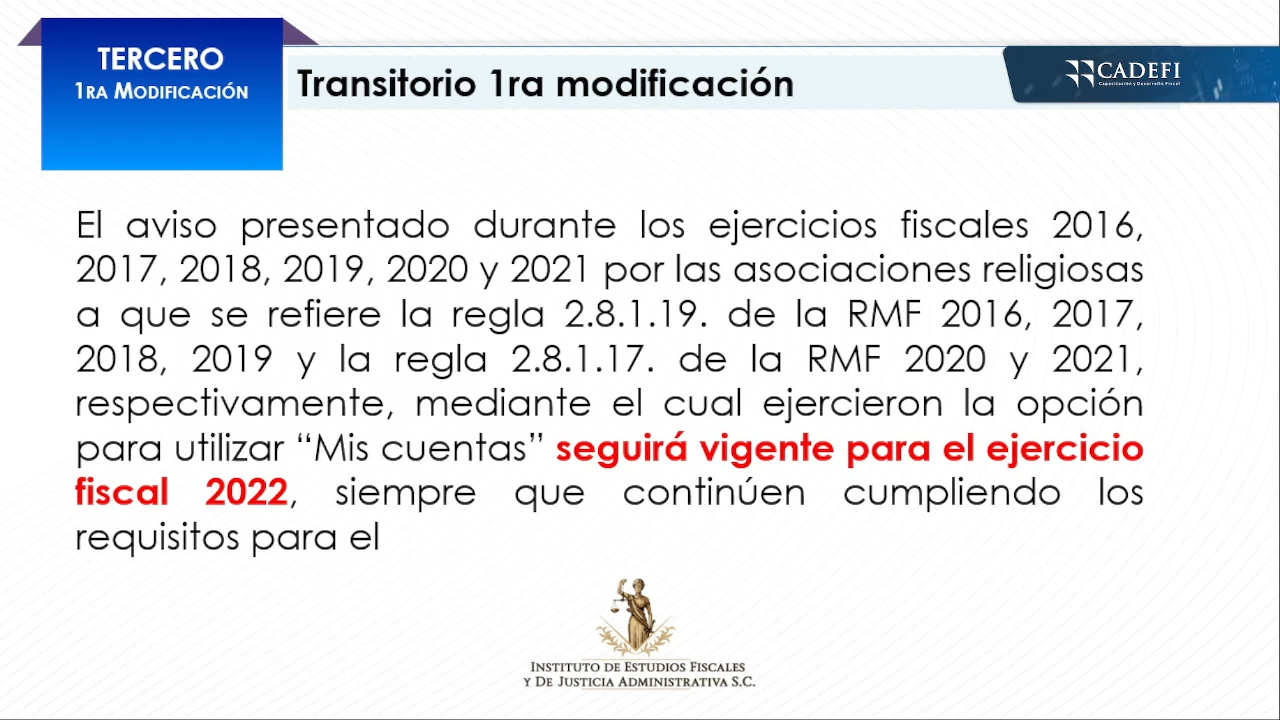 TERCERO
1RA MODIFICACIÓN
Transitorio 1ra modificación
CADEFI
Capacitación y Desarrollo Fiscal
El aviso presentado durante los ejercicios fiscales 2016,
2017, 2018, 2019, 2020 y 2021 por las asociaciones religiosas
a que se refiere la regla 2.8.1.19. de la RMF 2016, 2017,
2018, 2019 y la regla 2.8.1.17. de la RMF 2020 y 2021,
respectivamente, mediante el cual ejercieron la opción
para utilizar “Mis cuentas” seguirá vigente para el ejercicio
fiscal 2022, siempre que continúen cumpliendo los
requisitos para el
INSTITUTO DE ESTUDIOS FISCALES
Y DE JUSTICIA ADMINISTRATIVA S.C.